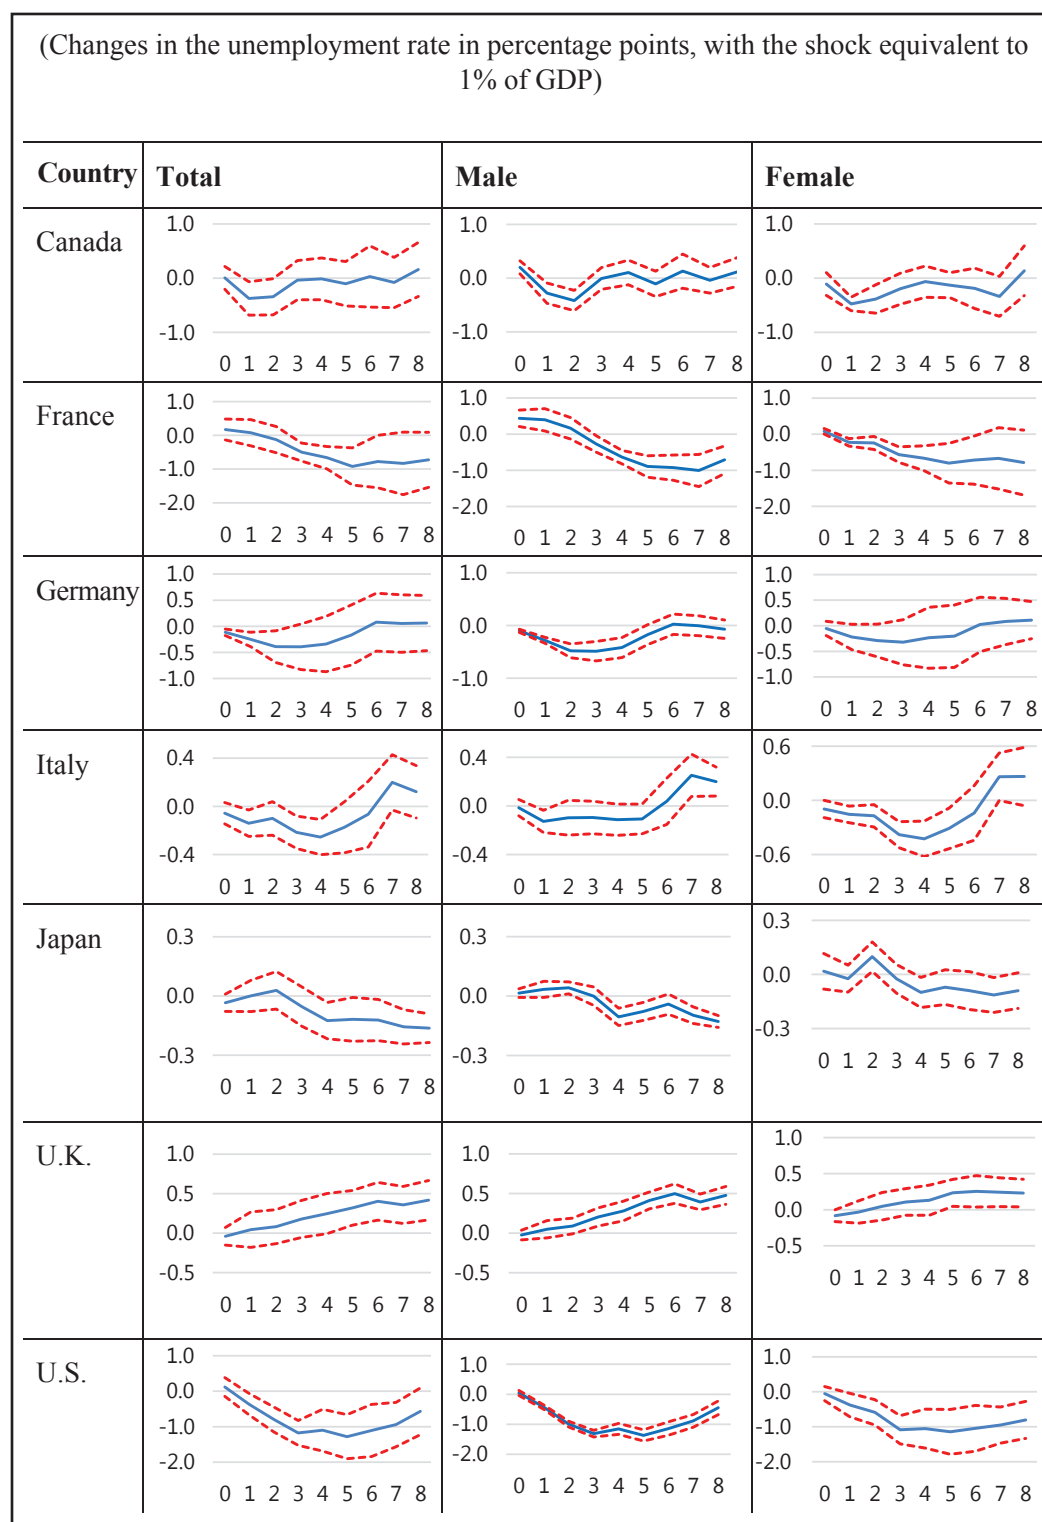 (Changes in the unemployment rate in percentage points, with the shock equivalent to
1% of GDP)
Country Total Male Female
Canada
1.0
0.0
-1.0
0 1 2 3 4 5 6 7 8
1.0
0.0
-1.0
0 1 2 3 4 5 6 7 8
1.0
0.0
-1.0
0 1 2 3 4 5 6 7 8
France
1.0
0.0
-1.0
-2.0
0 1 2 3 4 5 6 7 8
1.0
0.0
-1.0
-2.0
0 1 2 3 4 5 6 7 8
1.0
0.0
-1.0
-2.0
0 1 2 3 4 5 6 7 8
Germany
1.0
0.5
0.0
-0.5
-1.0
0 1 2 3 4 5 6 7 8
1.0
0.0
-1.0
0 1 2 3 4 5 6 7 8
1.0
0.5
0.0
-0.5
-1.0
0 1 2 3 4 5 6 7 8
Italy
0.4
0.0
-0.4
0 1 2 3 4 5 6 7 8
0.4
0.0
-0.4
0 1 2 3 4 5 6 7 8
0.6
0.0
-0.6
0 1 2 3 4 5 6 7 8
Japan
0.3
0.0
-0.3
0 1 2 3 4 5 6 7 8
0.3
0.0
-0.3
0 1 2 3 4 5 6 7 8
0.3
0.0
-0.3
0 1 2 3 4 5 6 7 8
U.K.
1.0
0.5
0.0
-0.5
0 1 2 3 4 5 6 7 8
1.0
0.5
0.0
-0.5
0 1 2 3 4 5 6 7 8
1.0
0.5
0.0
-0.5
0 1 2 3 4 5 6 7 8
U.S.
1.0
0.0
-1.0
-2.0
0 1 2 3 4 5 6 7 8
1.0
0.0
-1.0
-2.0
0 1 2 3 4 5 6 7 8
1.0
0.0
-1.0
-2.0
0 1 2 3 4 5 6 7 8